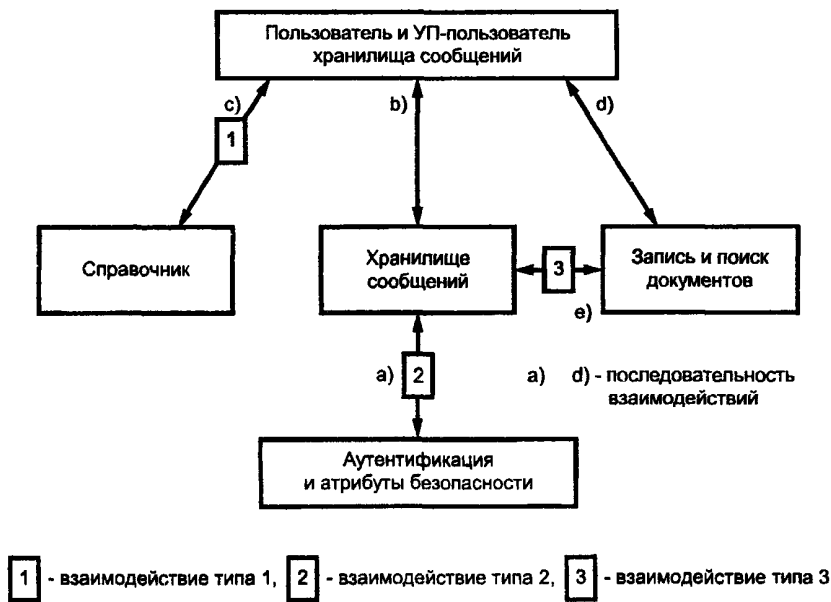 Пользователь и УП-пользователь
хранилища сообщений
c)
b)
d)
1
Справочник
Хранилище
сообщений
3
Запись и поиск
документов
e)
a)
2
a) d) - последовательность
взаимодействий
Аутентификация
и атрибуты безопасности
1 - взаимодействие типа 1, 2 - взаимодействие типа 2, 3 - взаимодействие типа 3